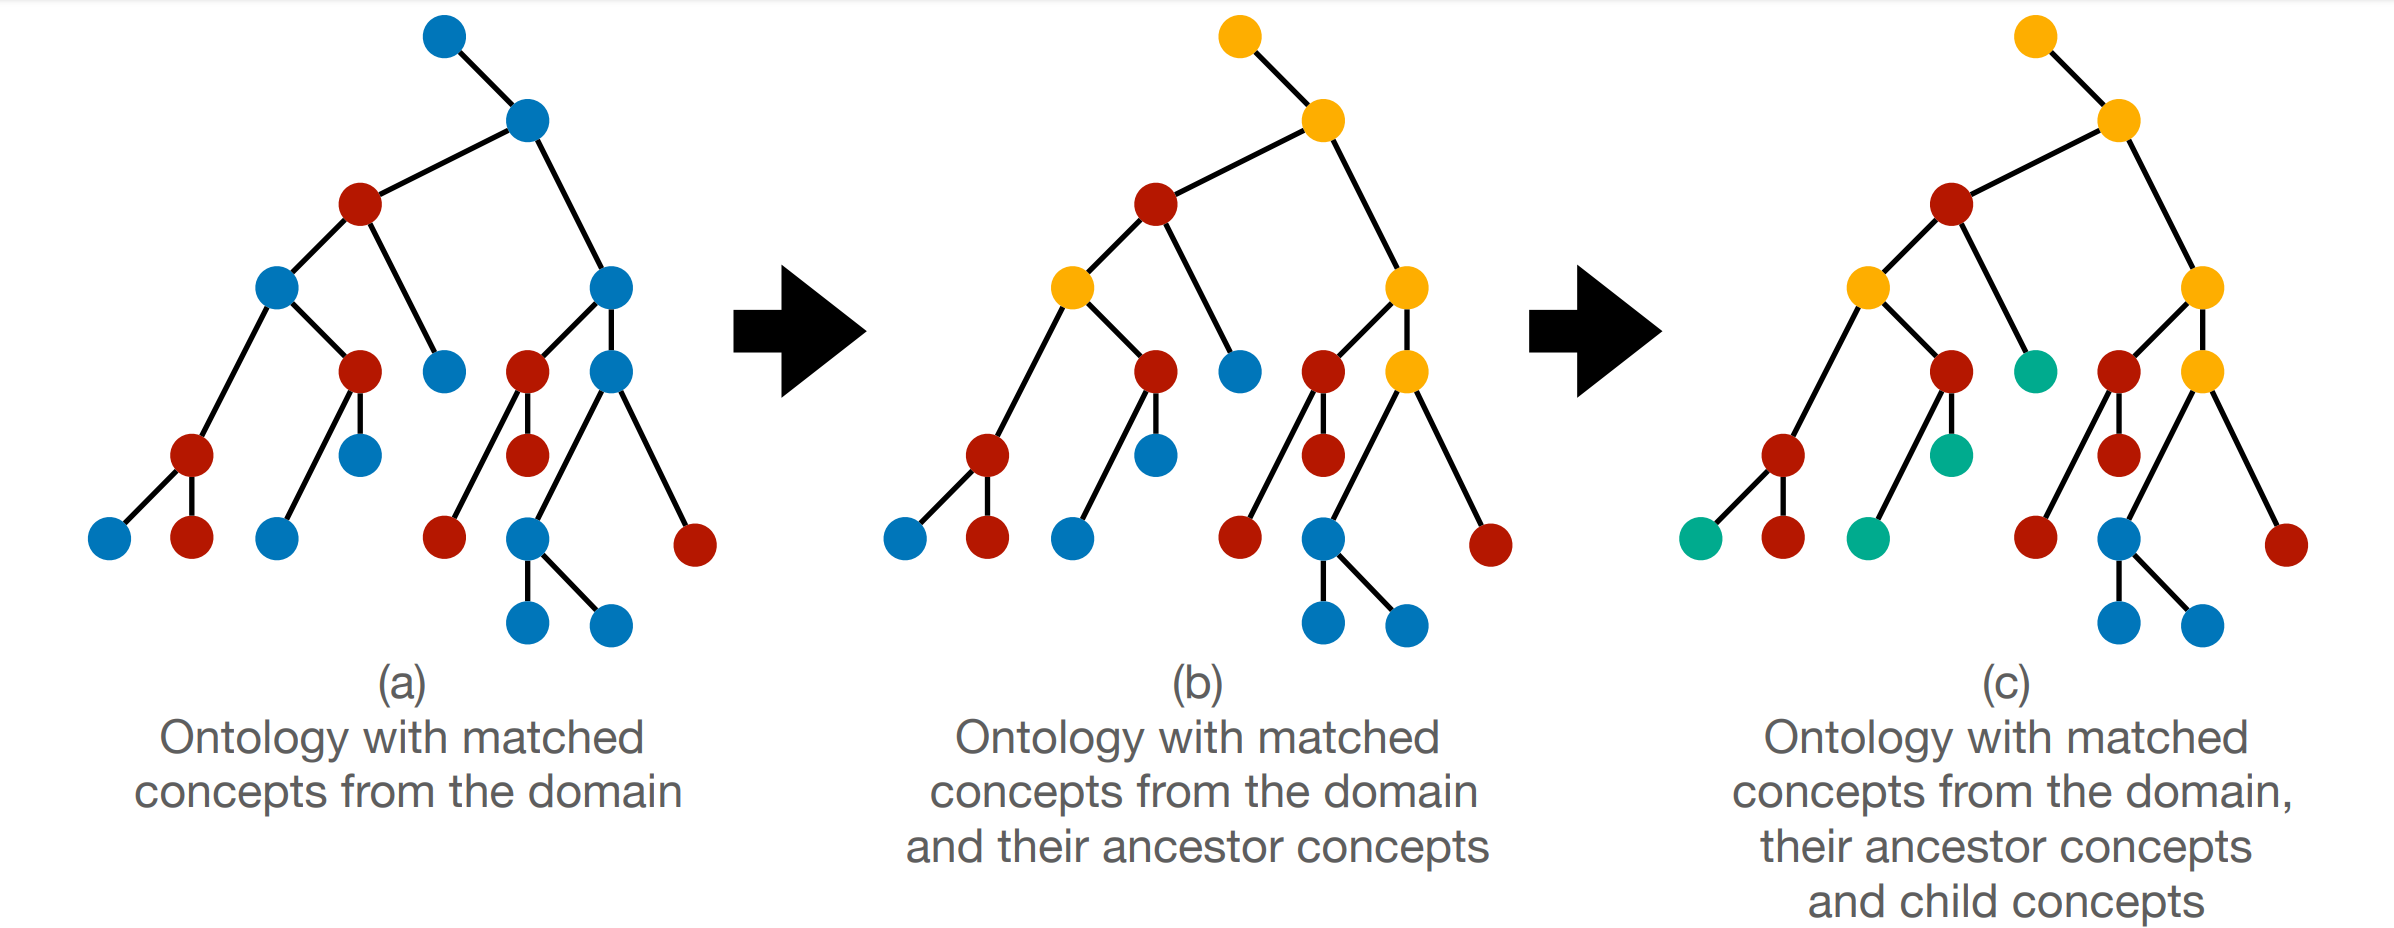 (a)
Ontology with matched
concepts from the domain
(b)
Ontology with matched
concepts from the domain
and their ancestor concepts
(c)
Ontology with matched
concepts from the domain,
their ancestor concepts
and child concepts